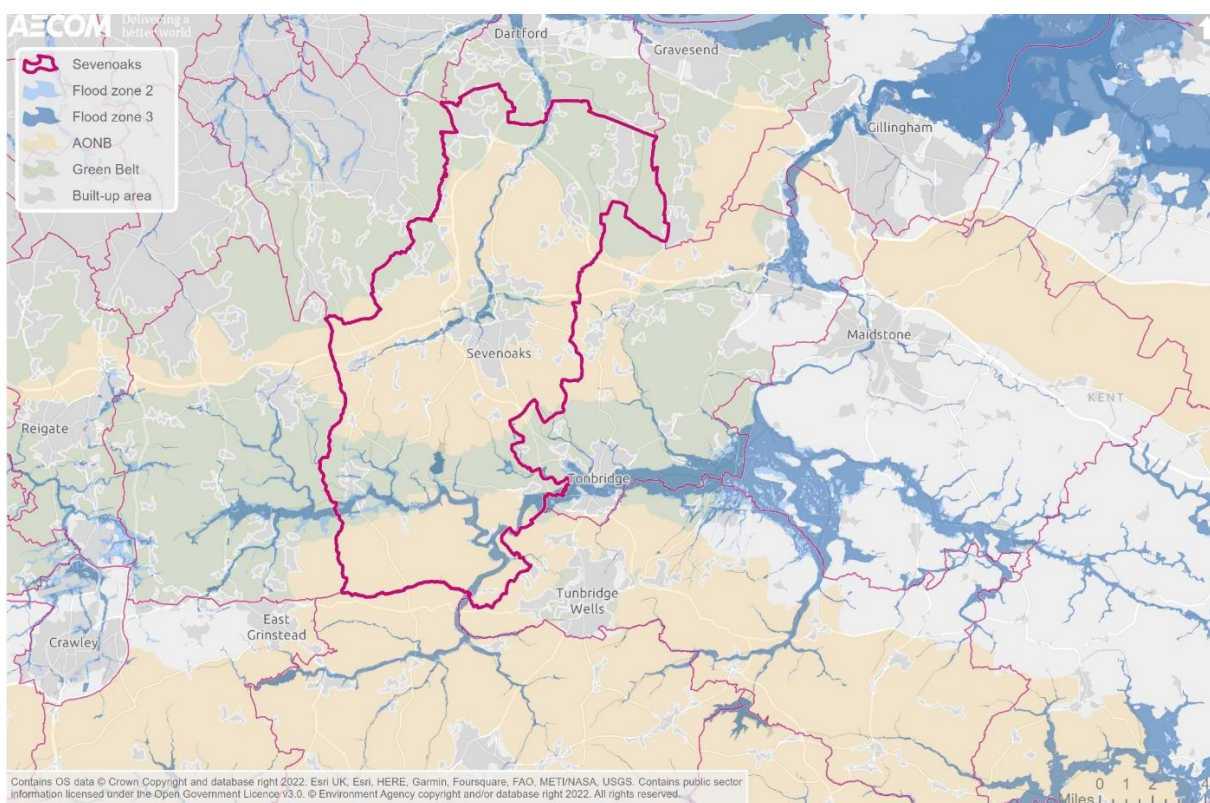 AECOM Delivering a
better world
Sevenoaks
Flood zone 2
Flood zone 3
AONB
Green Belt
Built-up area
Dartford
Gravesend
Gillingham
Sevenoaks
Maidstone
KENT
Reigate
Tonbridge
Tunbridge
Wells
East
Grinstead
Crawley
0 1 2 4
Miles
Contains OS data © Crown Copyright and database right 2022. Esri UK, Esri, HERE, Garmin, Foursquare, FAO, METI/NASA, USGS. Contains public sector
information licensed under the Open Government Licence v3.0. © Environment Agency copyright and/or database right 2022. All rights reserved.